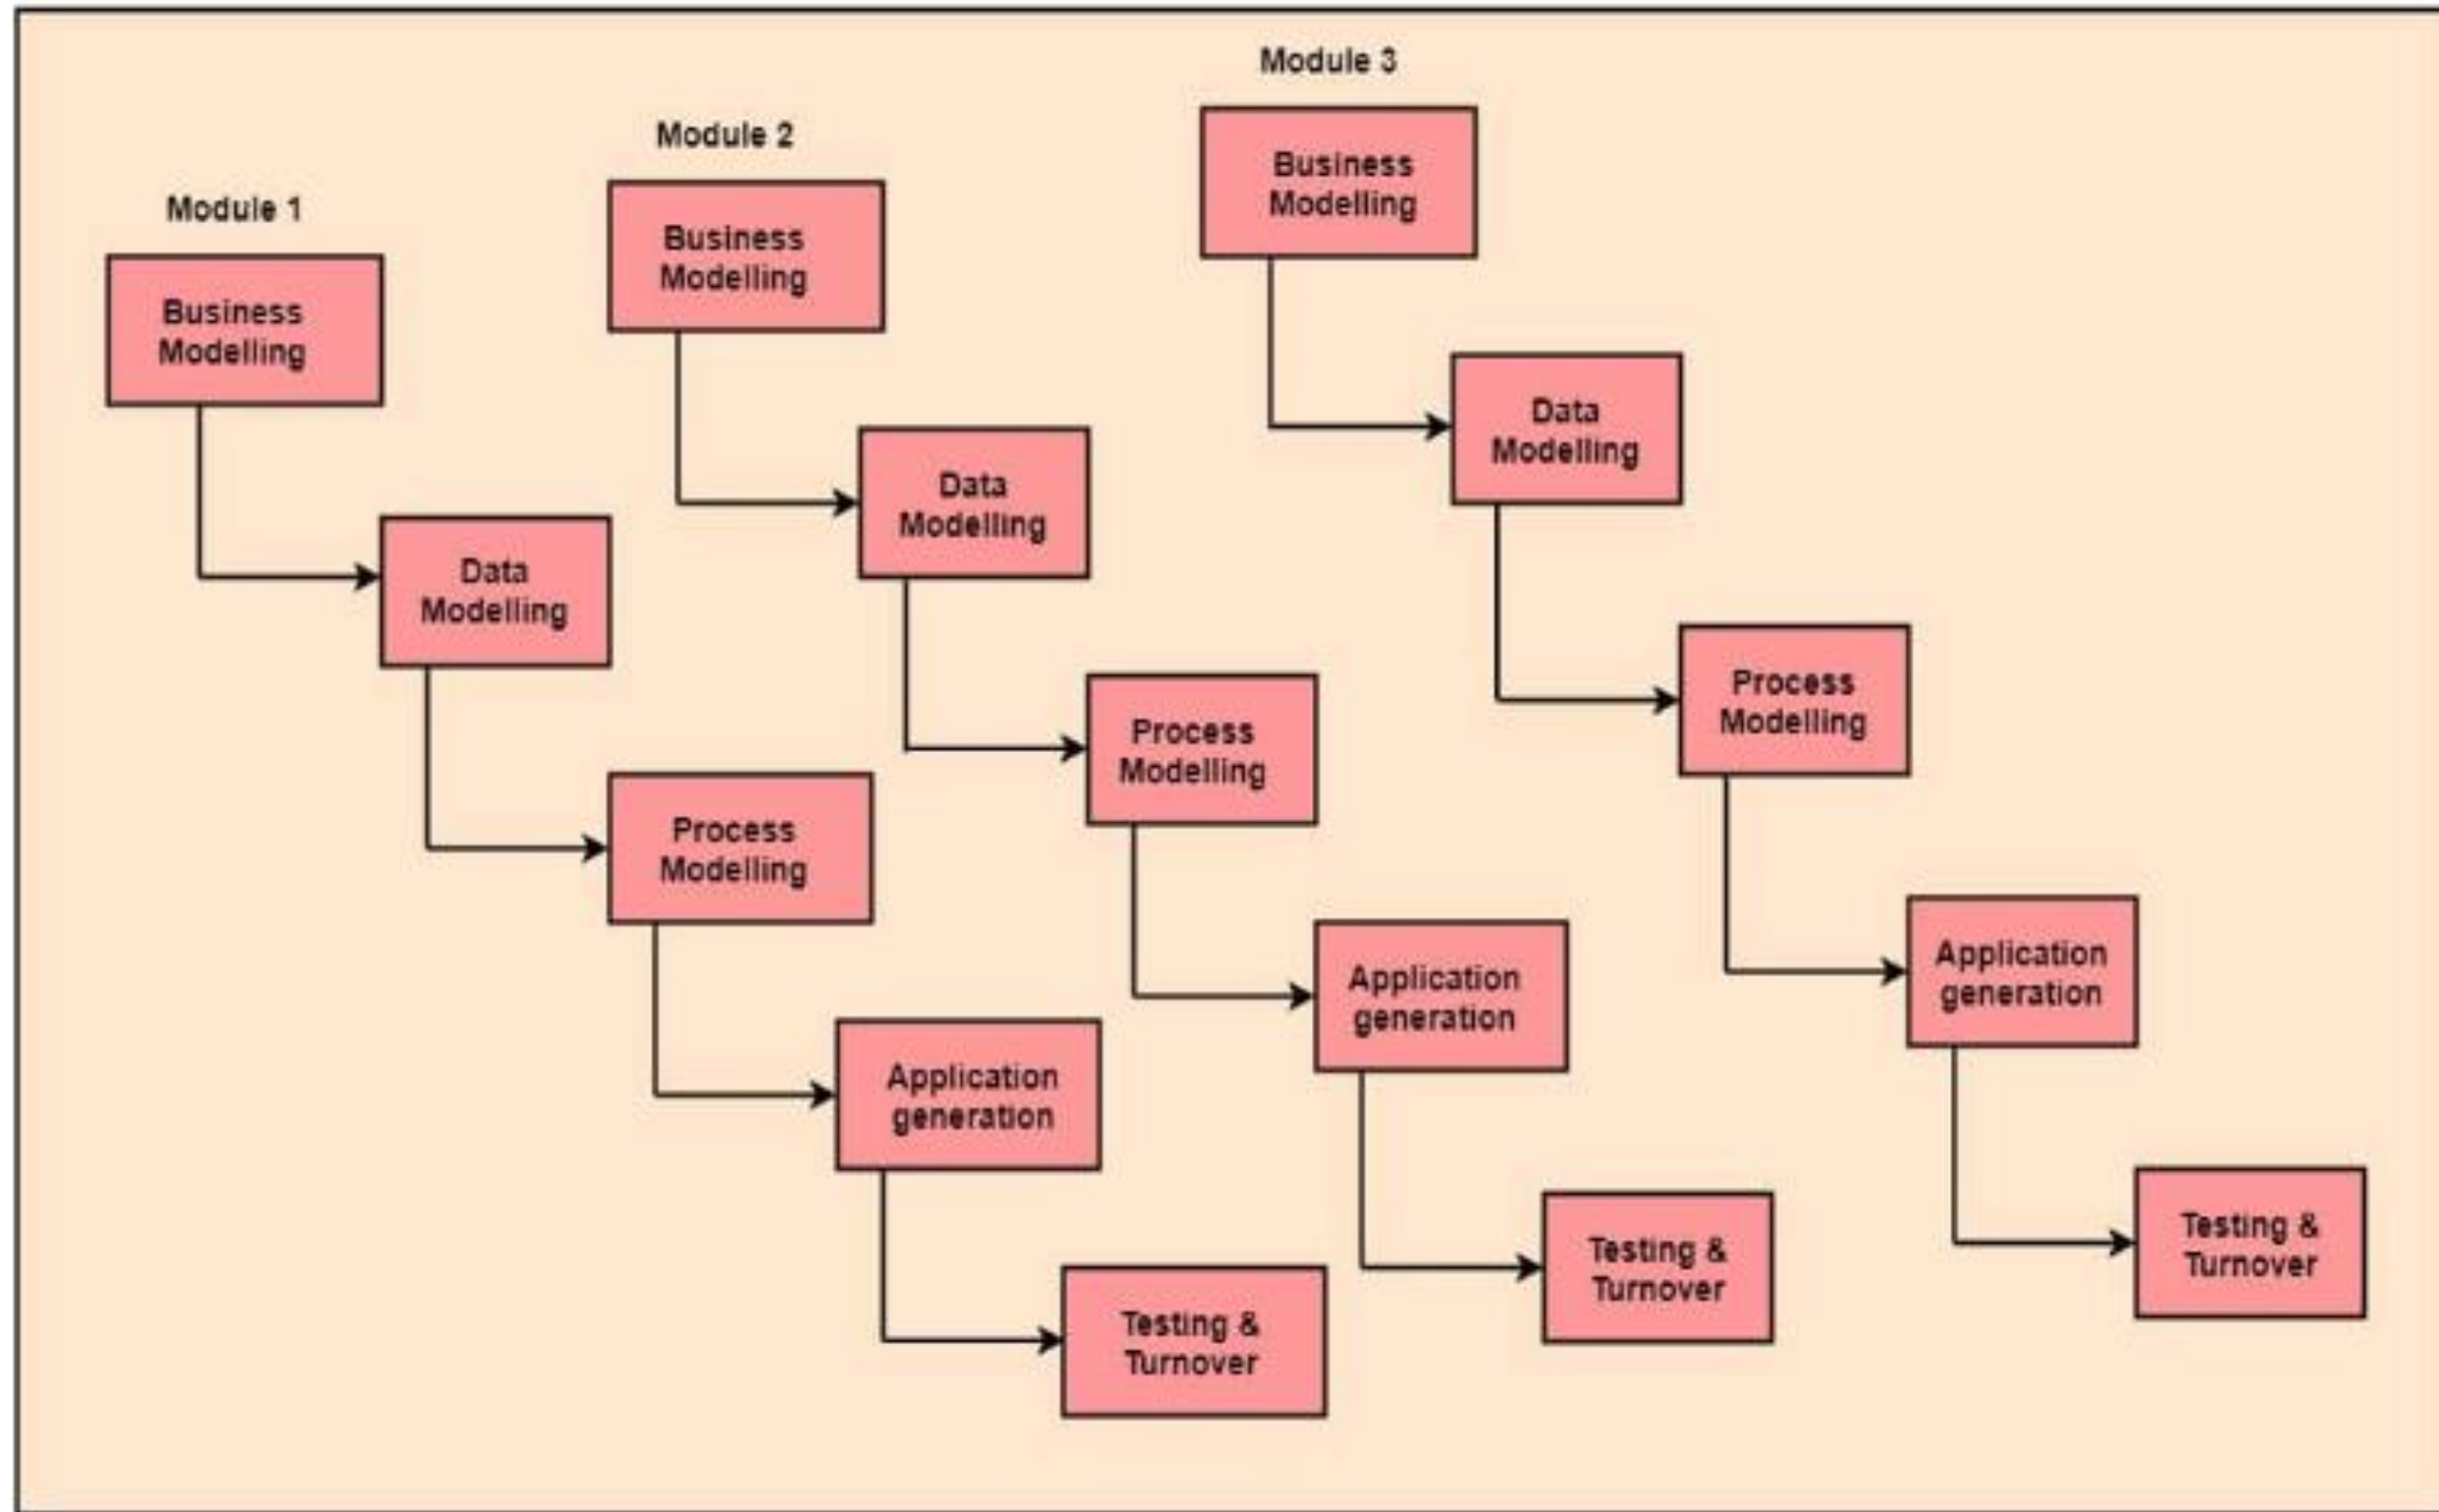 Module 1
Business
Modelling
Data
Modelling
Process
Modelling
Application
generation
Testing &
Turnover
Module 2
Business
Modelling
Data
Modelling
Process
Modelling
Application
generation
Testing &
Turnover
Module 3
Business
Modelling
Data
Modelling
Process
Modelling
Application
generation
Testing &
Turnover